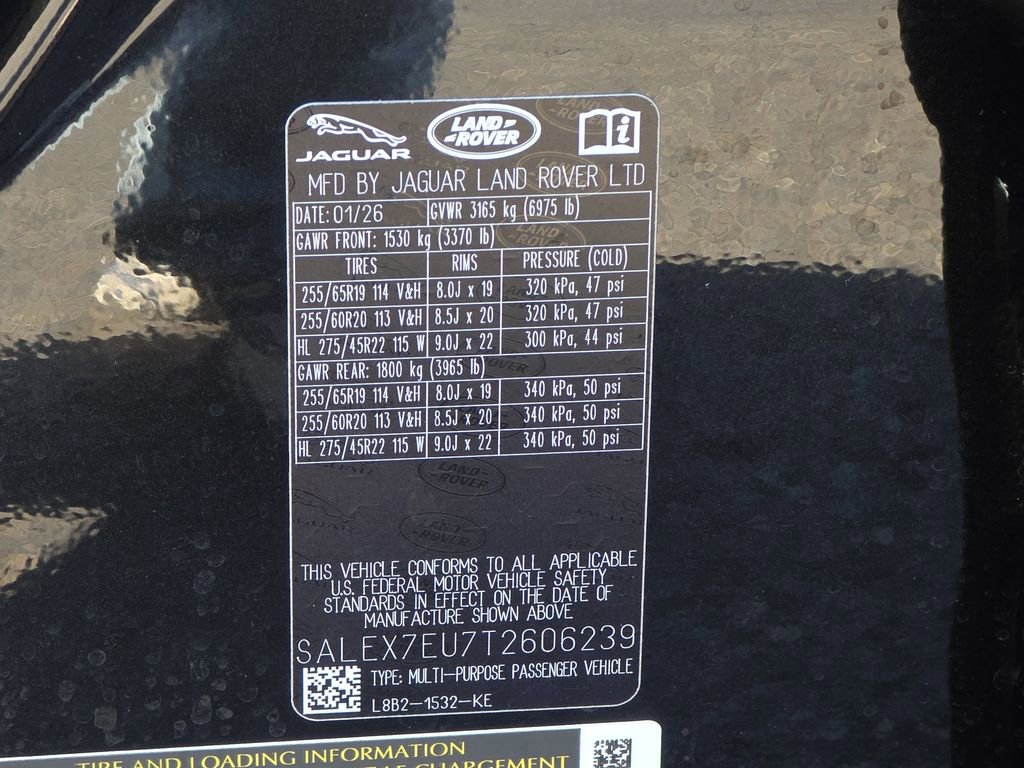 JAGUAR
LAND ROVER
i
MFD BY JAGUAR LAND ROVER LTD
DATE: 01/26 GVWR 3165 kg (6975 lb)
GAWR FRONT: 1530 kg (3370 lb)
TIRES RIMS PRESSURE (COLD)
255/65R19 114 V&H 8.0J x 19 320 kPa, 47 psi
255/60R20 113 V&H 8.5J x 20 320 kPa, 47 psi
HL 275/45R22 115 W 9.0J x 22 300 kPa, 44 psi
GAWR REAR: 1800 kg (3965 lb)
255/65R19 114 V&H 8.0J x 19 340 kPa, 50 psi
255/60R20 113 V&H 8.5J x 20 340 kPa, 50 psi
HL 275/45R22 115 W 9.0J x 22 340 kPa, 50 psi
THIS VEHICLE CONFORMS TO ALL APPLICABLE
U.S. FEDERAL MOTOR VEHICLE SAFETY
STANDARDS IN EFFECT ON THE DATE OF
MANUFACTURE SHOWN ABOVE
SALEX7EU7T2606239
TYPE: MULTI-PURPOSE PASSENGER VEHICLE
L8B2-1532-KE
TIRE AND LOADING INFORMATION